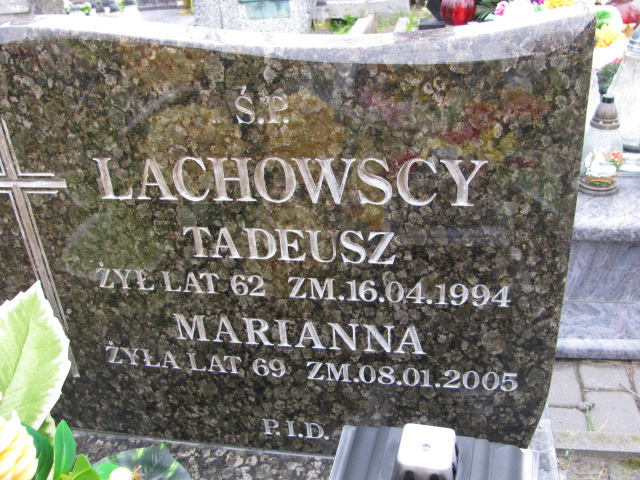 Ś.P.
LACHOWSCY
TADEUSZ
ŻYŁ LAT 62 ZM.16.04.1994
MARIANNA
ŻYŁA LAT 69 ZM.08.01.2005
P.I.D.